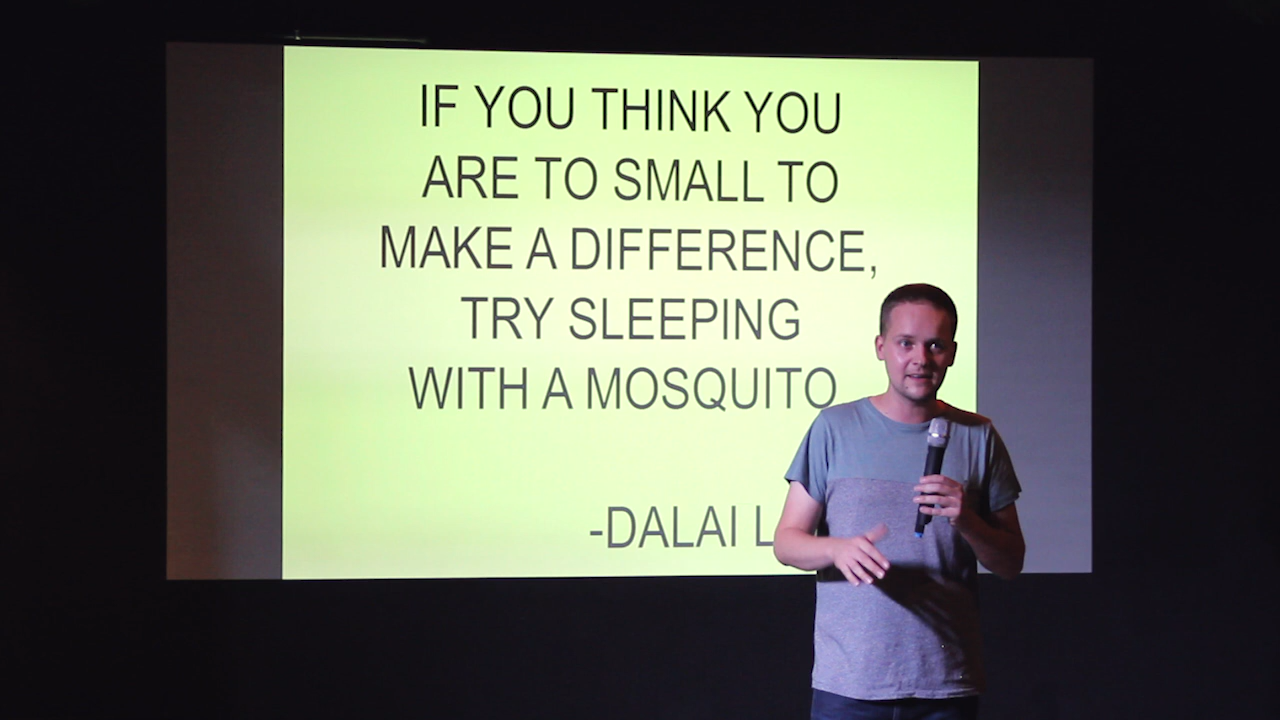 IF YOU THINK YOU
ARE TO SMALL TO
MAKE A DIFFERENCE,
TRY SLEEPING
WITH A MOSQUITO
-DALAI L